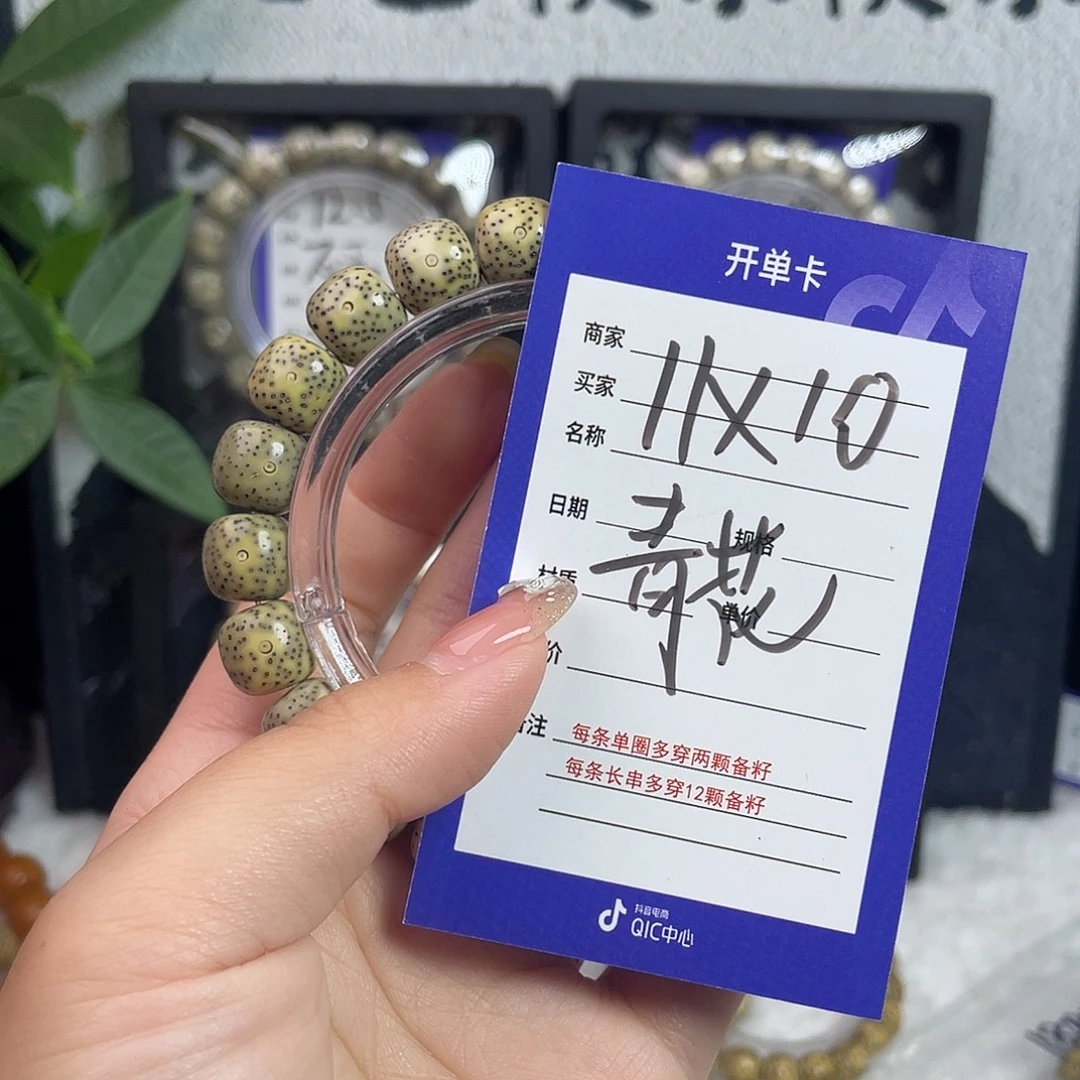 开单卡
商家
买家
11X10
名称
日期
规格
材质
青花
单价
价
备注
每条单圈多穿两颗备籽
每条长串多穿12颗备籽
抖音电商
QIC中心